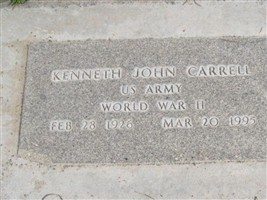 KENNETH JOHN CARRELL
US ARMY
WORLD WAR II
FEB 28 1926 MAR 20 1995